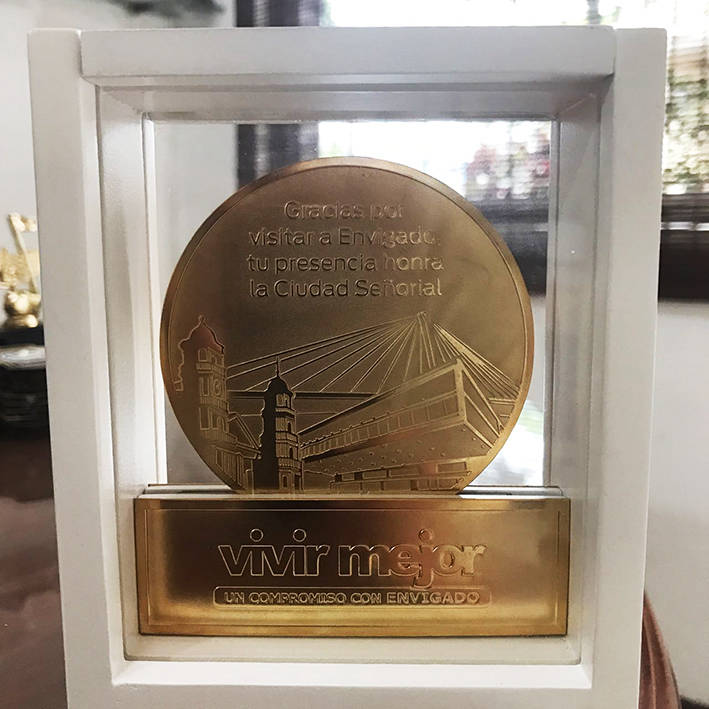 Gracias por
visitar a Envigado,
tu presencia honra
la Ciudad Señorial
vivir mejor
UN COMPROMISO CON ENVIGADO